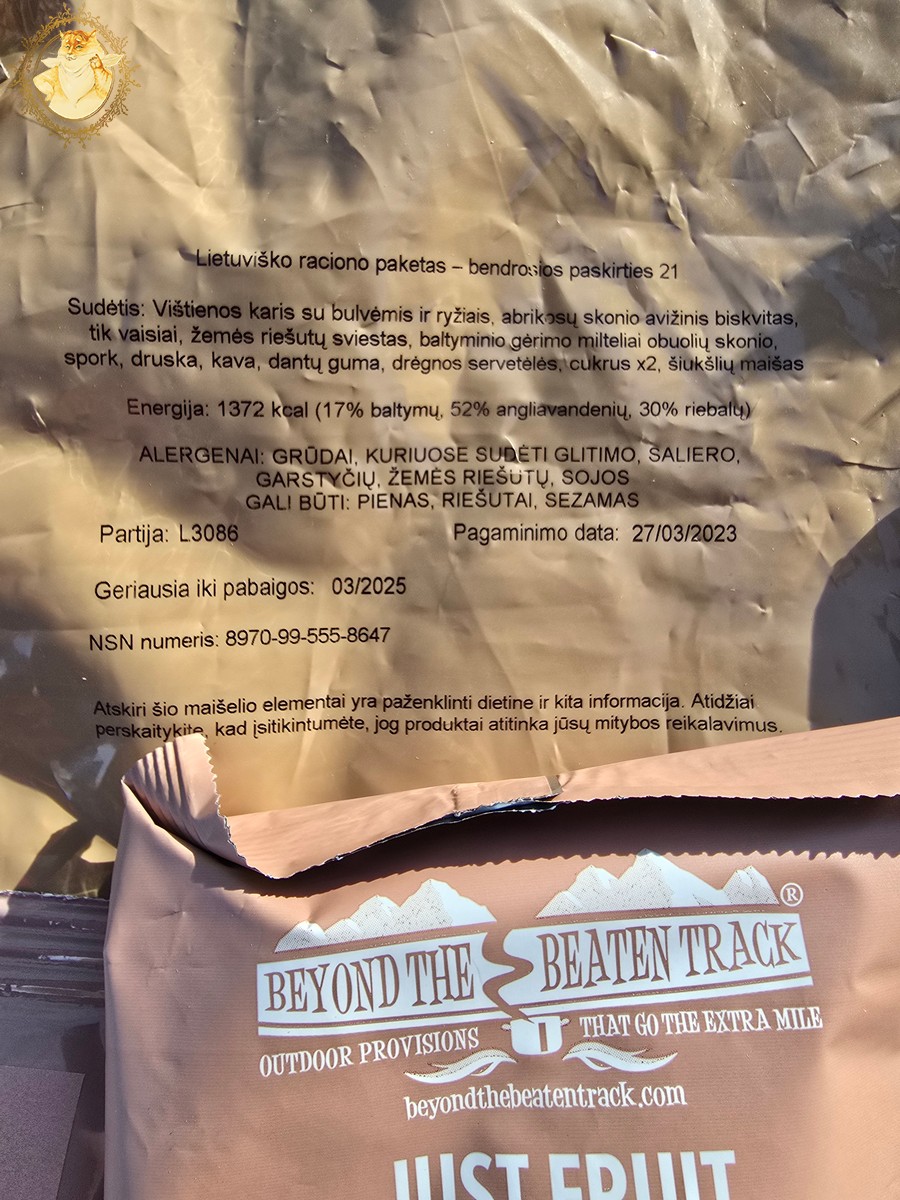 Lietuviško raciono paketas – bendrosios paskirties 21
Sudėtis: Vištienos karis su bulvėmis ir ryžiais, abrikosų skonio avižinis biskvitas,
tik vaisiai, žemės riešutų sviestas, baltyminio gėrimo milteliai obuolių skonio,
spork, druska, kava, dantų guma, drėgnos servetėlės, cukrus x2, šiukšlių maišas
Energija: 1372 kcal (17% baltymų, 52% angliavandenių, 30% riebalų)
ALERGENAI: GRŪDAI, KURIUOSE SUDĖTI GLITIMO, SALIERO,
GARSTYČIŲ, ŽEMĖS RIEŠUTŲ, SOJOS
GALI BŪTI: PIENAS, RIEŠUTAI, SEZAMAS
Partija: L3086 Pagaminimo data: 27/03/2023
Geriausia iki pabaigos: 03/2025
NSN numeris: 8970-99-555-8647
Atskiri šio maišelio elementai yra paženklinti dietine ir kita informacija. Atidžiai
perskaitykite, kad įsitikintumėte, jog produktai atitinka jūsų mitybos reikalavimus.
BEYOND THE BEATEN TRACK®
OUTDOOR PROVISIONS THAT GO THE EXTRA MILE
beyondthebeatentrack.com
JUST FRUIT